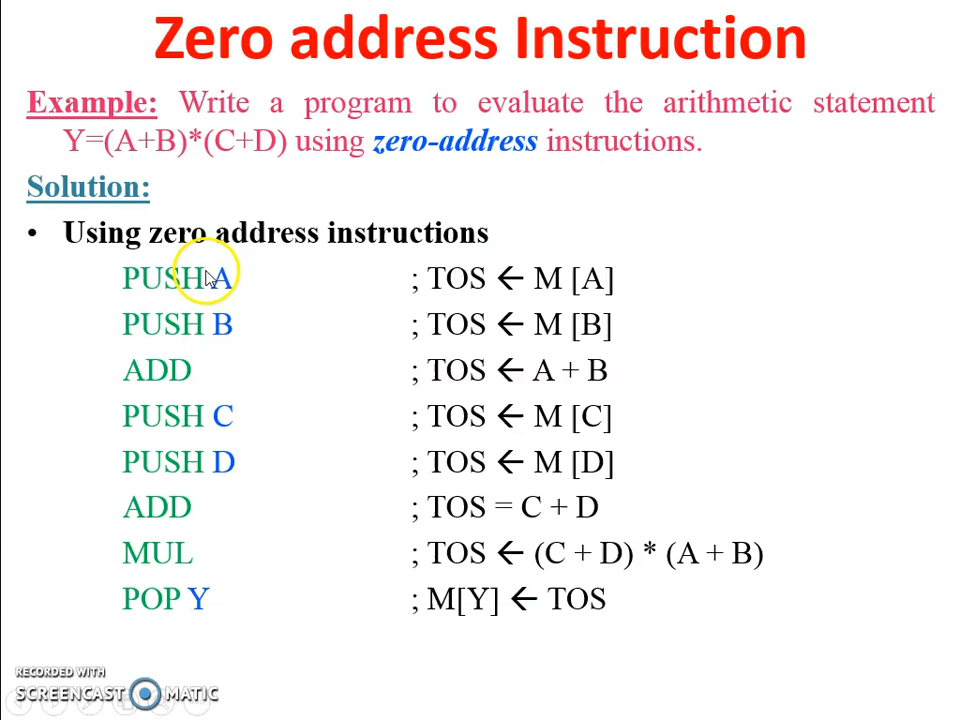 Zero address Instruction
Example: Write a program to evaluate the arithmetic statement
Y=(A+B)*(C+D) using zero-address instructions.
Solution:
• Using zero address instructions
PUSH A ; TOS ← M [A]
PUSH B ; TOS ← M [B]
ADD ; TOS ← A + B
PUSH C ; TOS ← M [C]
PUSH D ; TOS ← M [D]
ADD ; TOS = C + D
MUL ; TOS ← (C + D) * (A + B)
POP Y ; M[Y] ← TOS
RECORDED WITH
SCREENCAST MATIC